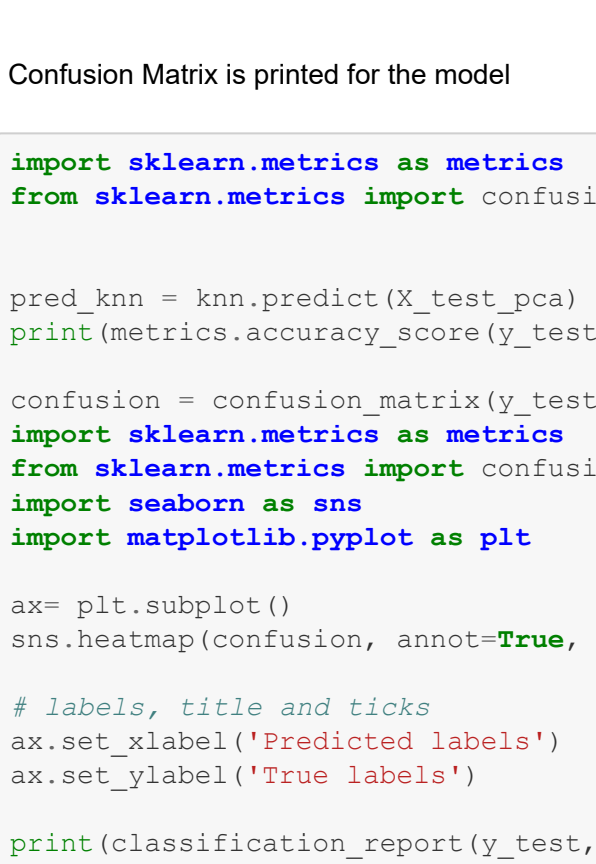 Confusion Matrix is printed for the model
import sklearn.metrics as metrics
from sklearn.metrics import confusi
pred_knn = knn.predict(X_test_pca)
print(metrics.accuracy_score(y_test
confusion = confusion_matrix(y_test
import sklearn.metrics as metrics
from sklearn.metrics import confusi
import seaborn as sns
import matplotlib.pyplot as plt
ax= plt.subplot()
sns.heatmap(confusion, annot=True,
# labels, title and ticks
ax.set_xlabel('Predicted labels')
ax.set_ylabel('True labels')
print(classification_report(y_test,